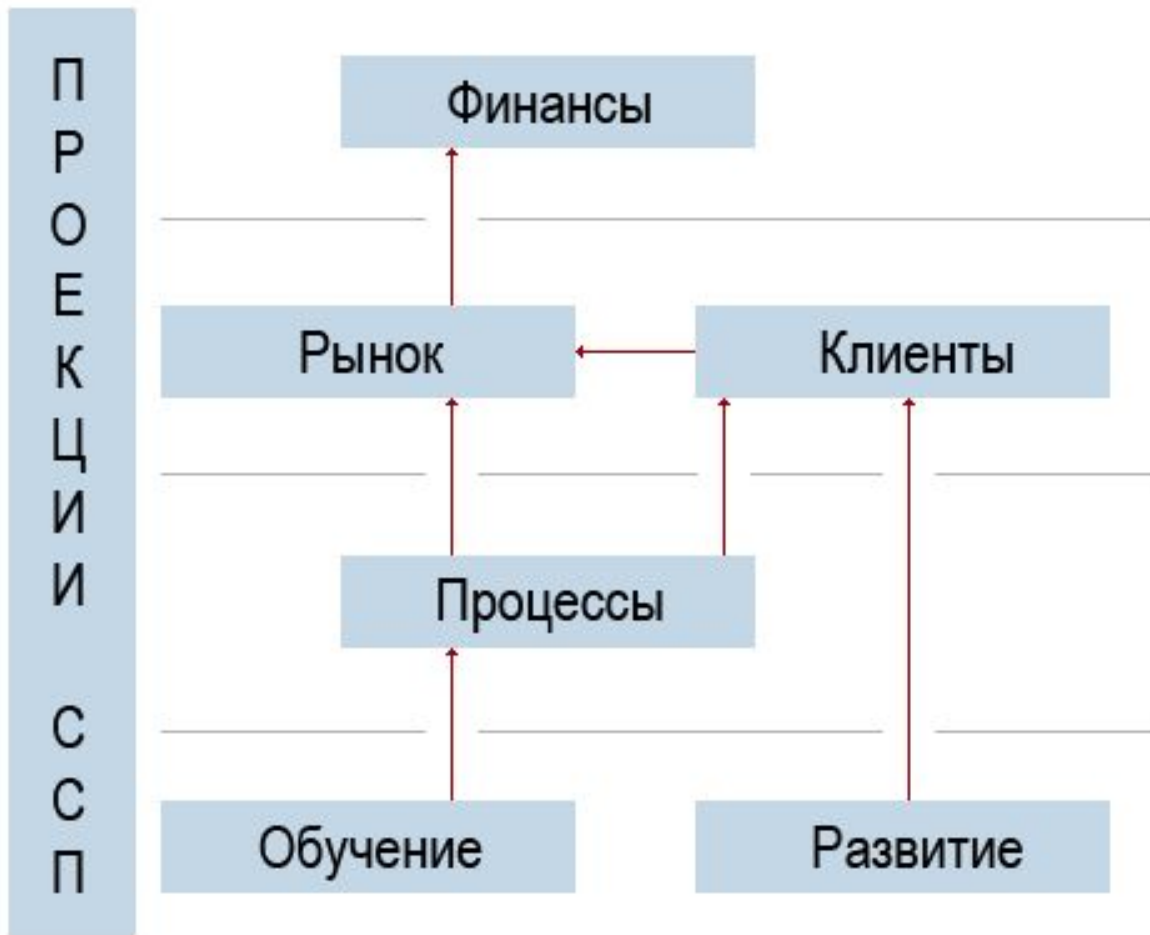 ПРОЕКЦИИ ССП
Финансы
Рынок
Клиенты
Процессы
Обучение
Развитие